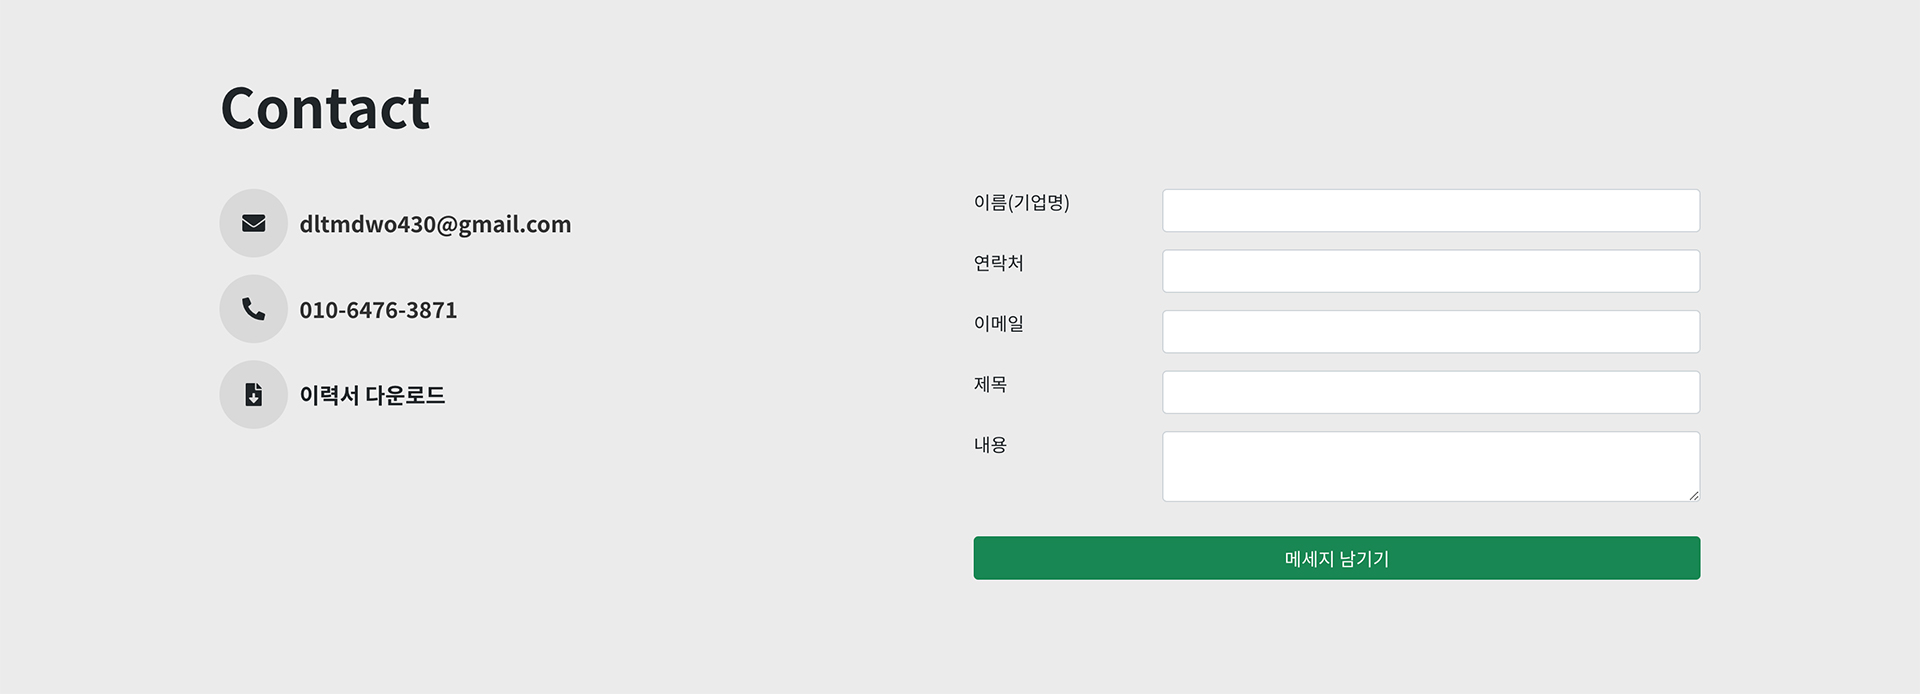 Contact
dltmdwo430@gmail.com
010-6476-3871
이력서 다운로드
이름(기업명)
연락처
이메일
제목
내용
메세지 남기기